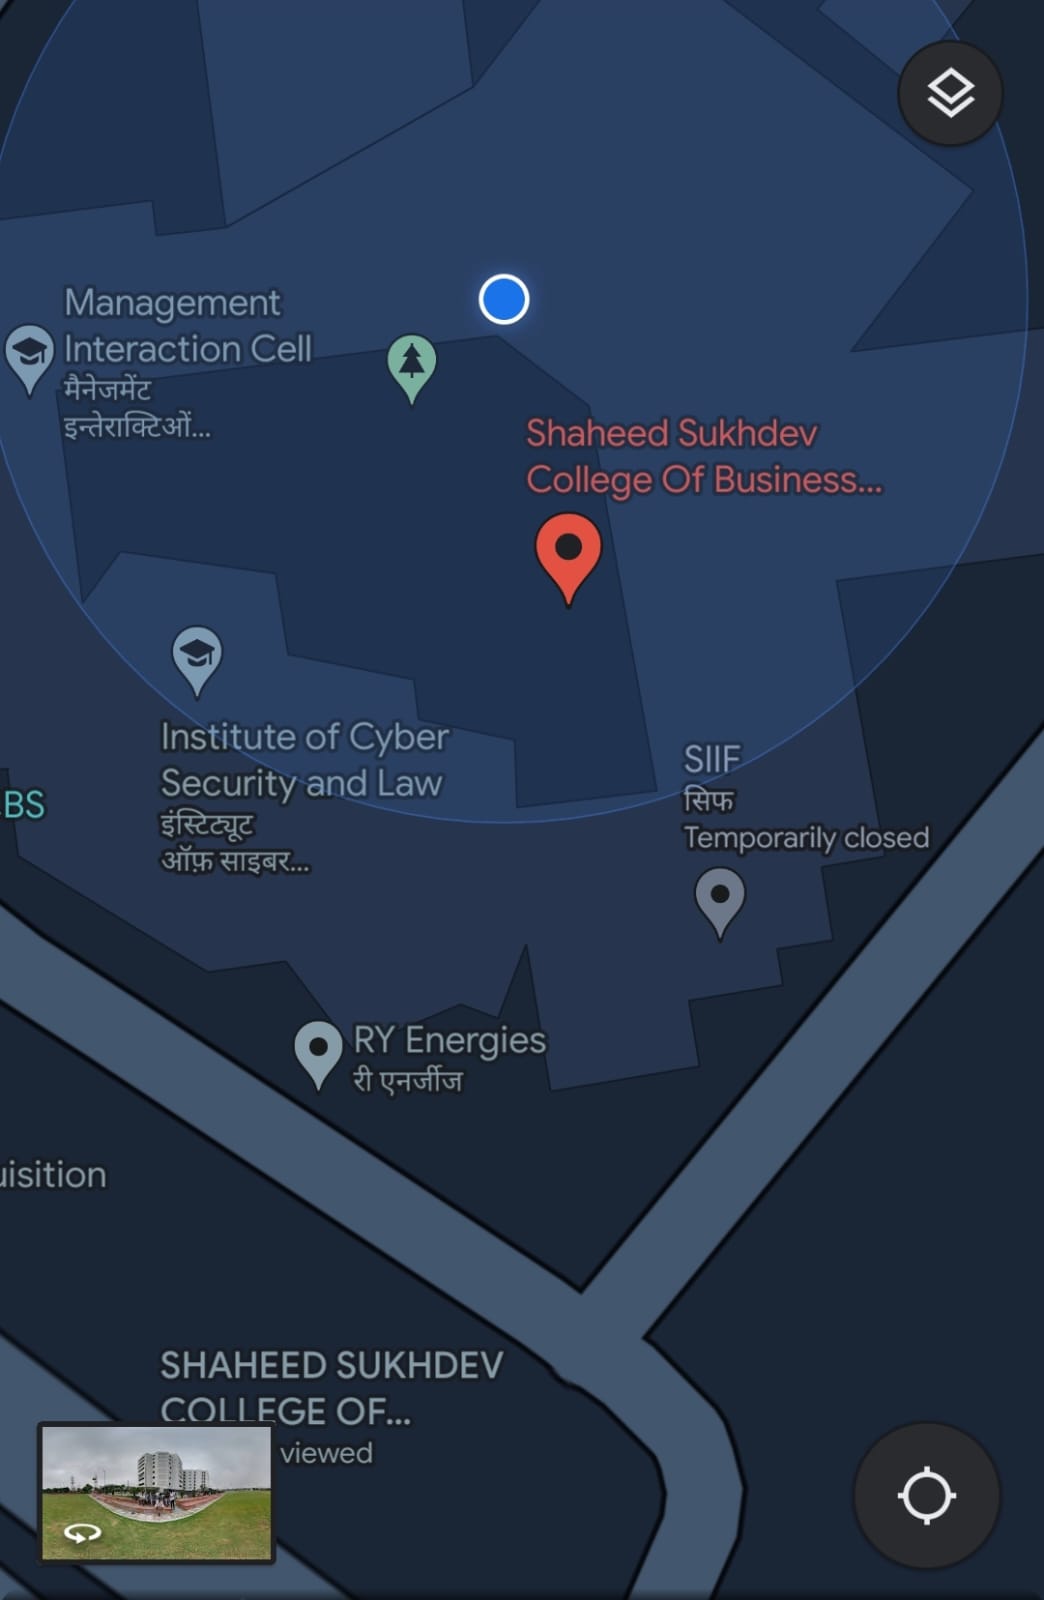 Management
Interaction Cell
मैनेजमेंट
इन्तेराक्टिओं...
Shaheed Sukhdev
College Of Business...
Institute of Cyber
Security and Law
इंस्टिट्यूट
ऑफ़ साइबर...
SIIF
सिफ
Temporarily closed
BS
RY Energies
री एनर्जीज
uisition
SHAHEED SUKHDEV
COLLEGE OF...
viewed